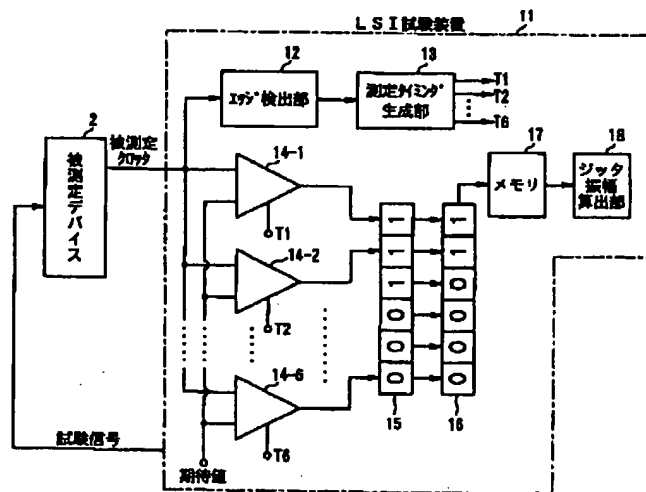 LSI試験装置
11
12
13
エッジ検出部
測定タイミング
生成部
T1
T2
T6
2
被測定
クロック
被測定デバイス
14-1
T1
14-2
T2
14-6
T6
17
メモリ
18
ジッタ
振幅
算出部
1 1
1 1
1 0
0 0
0 0
0 0
15
16
試験信号
期待値